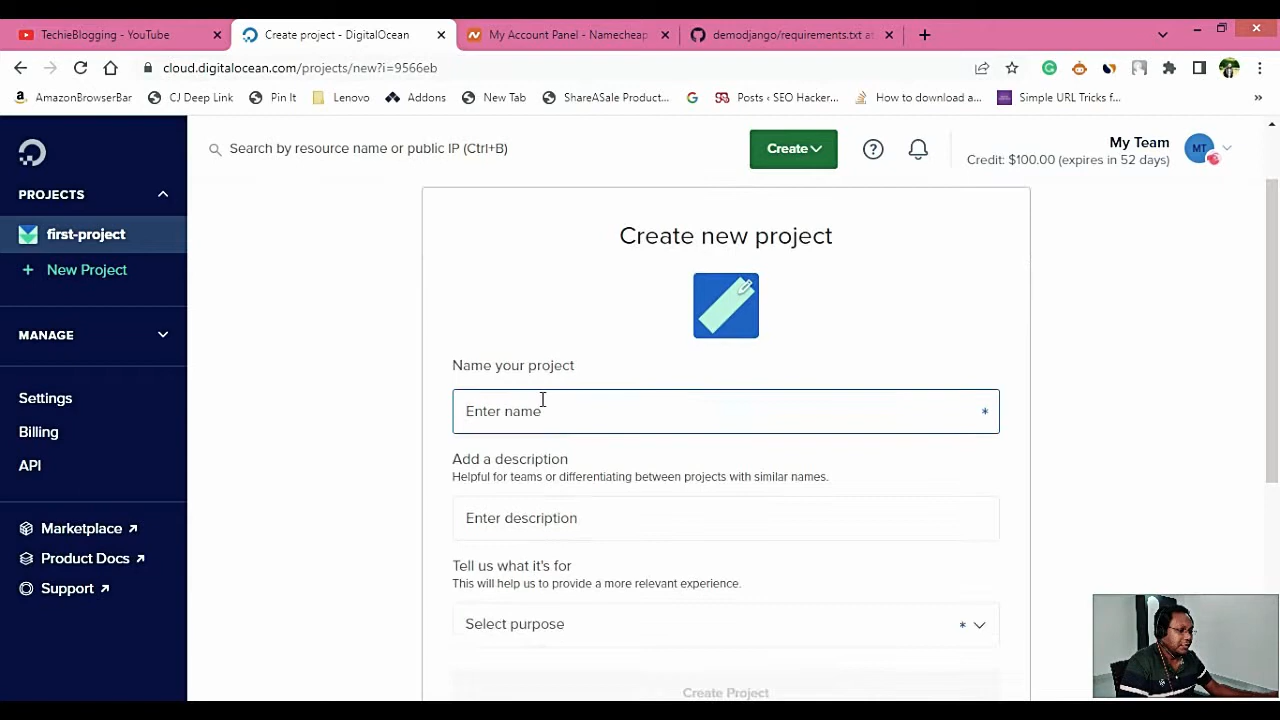 TechieBlogging - YouTube
Create project - DigitalOcean
My Account Panel - Namecheap
demodjango/requirements.txt at
cloud.digitalocean.com/projects/new?i=9566eb
AmazonBrowserBar
CJ Deep Link
Pin It
Lenovo
Addons
New Tab
ShareASale Product...
Posts ‹ SEO Hacker...
How to download a...
Simple URL Tricks f...
»
PROJECTS
first-project
+ New Project
MANAGE
Settings
Billing
API
Marketplace
Product Docs
Support
Search by resource name or public IP (Ctrl+B)
Create
My Team
Credit: $100.00 (expires in 52 days)
MT
Create new project
Name your project
Enter name *
Add a description
Helpful for teams or differentiating between projects with similar names.
Enter description
Tell us what it's for
This will help us to provide a more relevant experience.
Select purpose *
Create Project